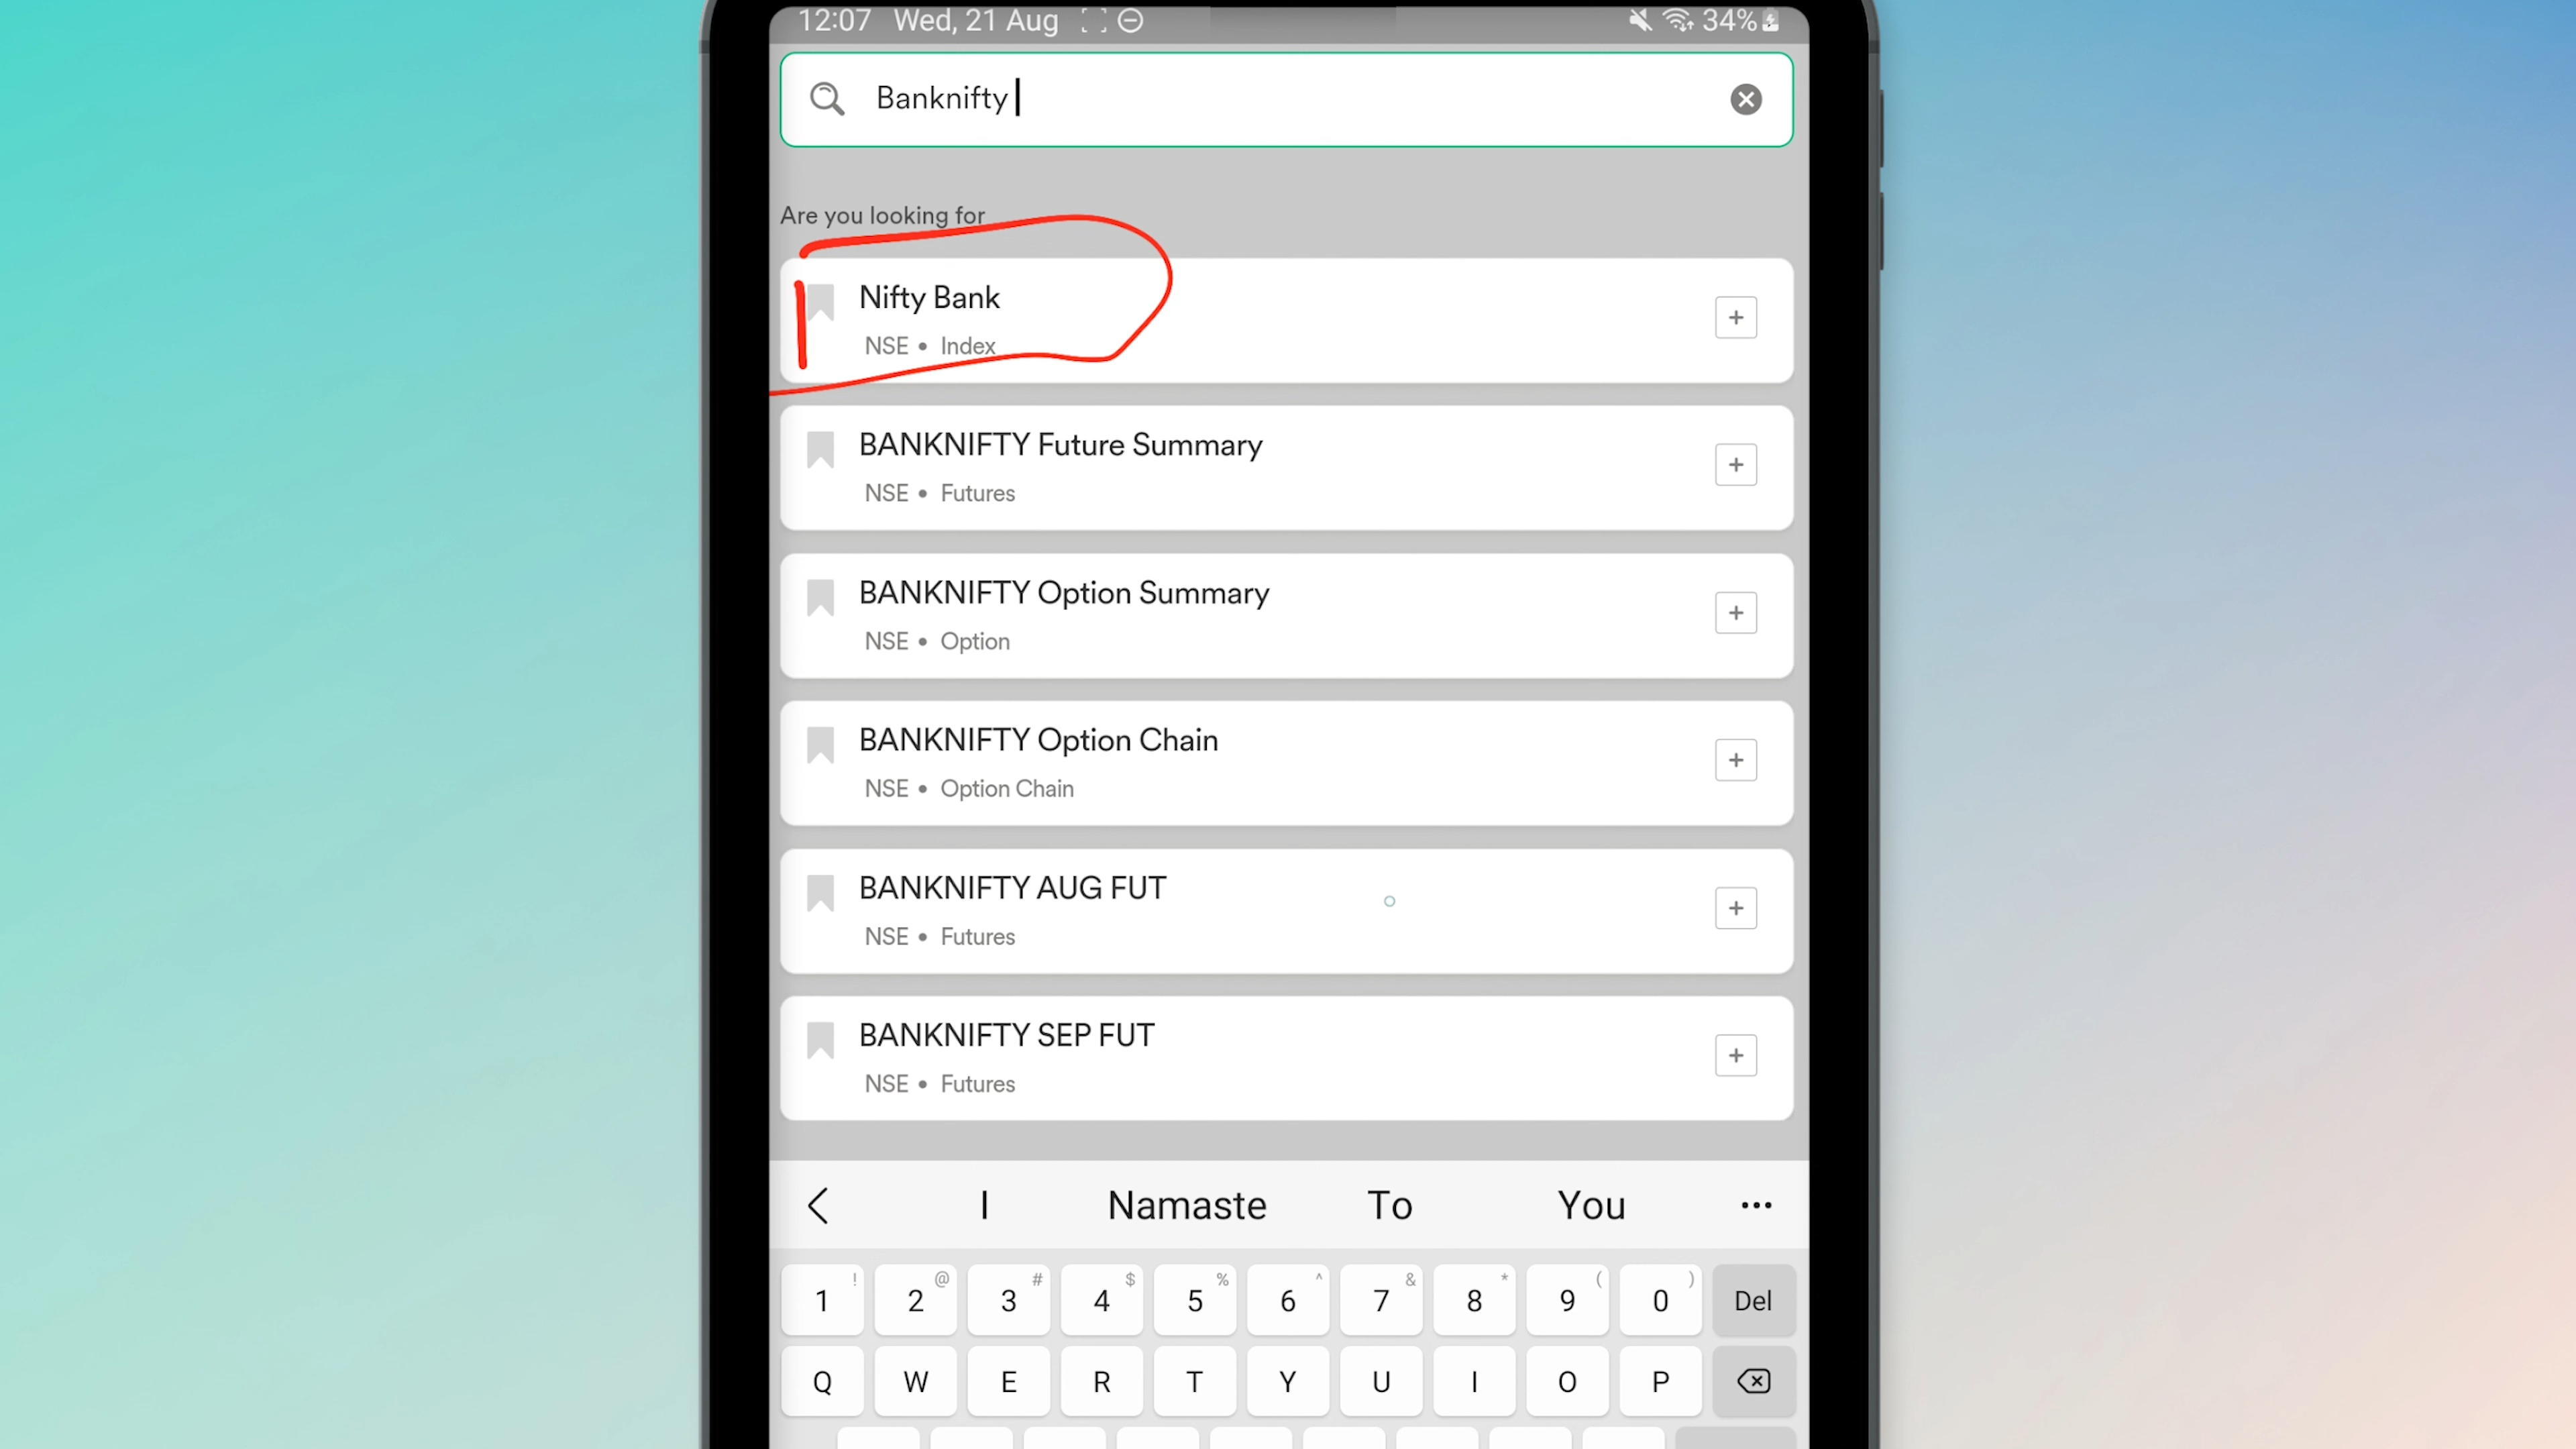 12:07 Wed, 21 Aug 34%
Banknifty
Are you looking for
Nifty Bank
NSE • Index
BANKNIFTY Future Summary
NSE • Futures
BANKNIFTY Option Summary
NSE • Option
BANKNIFTY Option Chain
NSE • Option Chain
BANKNIFTY AUG FUT
NSE • Futures
BANKNIFTY SEP FUT
NSE • Futures
I Namaste To You
! @ # $ % ^ & * ( )
1 2 3 4 5 6 7 8 9 0 Del
Q W E R T Y U I O P